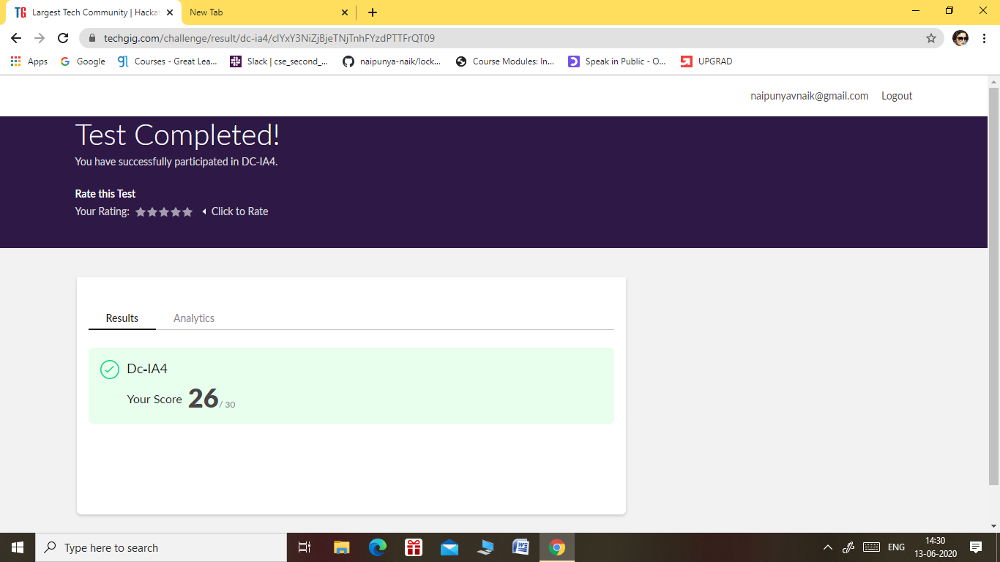 TG Largest Tech Community | Hacka
New Tab
techgig.com/challenge/result/dc-ia4/clYxY3NiZjBjeTNjTnhFYzdPTTFrQT09
Apps
Google
gl Courses - Great Lea...
Slack | cse_second_...
naipunya-naik/lock...
Course Modules: In...
Speak in Public - O...
UPGRAD
naipunyavnaik@gmail.com Logout
Test Completed!
You have successfully participated in DC-IA4.
Rate this Test
Your Rating: Click to Rate
Results Analytics
Dc-IA4
Your Score 26 / 30
Type here to search
ENG
14:30
13-06-2020